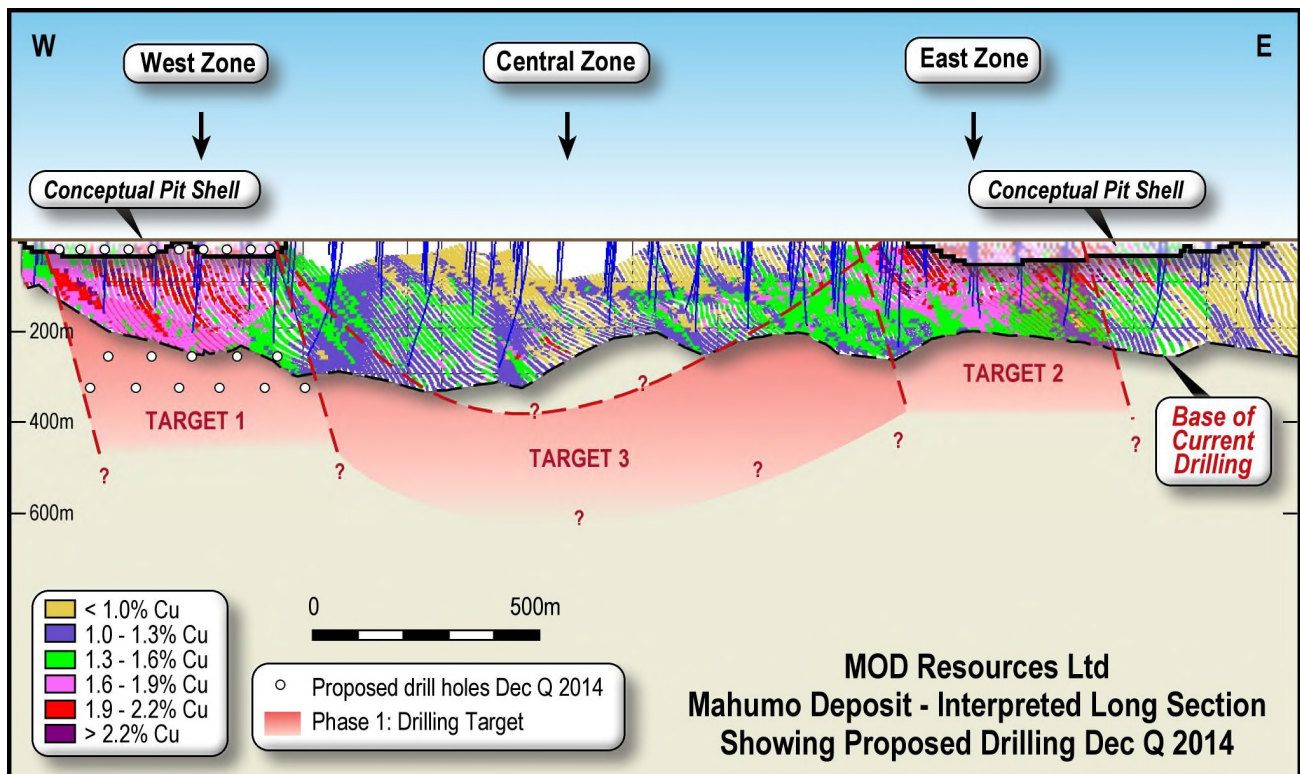 W
E
West Zone
Central Zone
East Zone
Conceptual Pit Shell
Conceptual Pit Shell
200m
400m
600m
TARGET 1
TARGET 2
TARGET 3
?
?
?
?
?
?
?
?
Base of
Current
Drilling
< 1.0% Cu
1.0 - 1.3% Cu
1.3 - 1.6% Cu
1.6 - 1.9% Cu
1.9 - 2.2% Cu
> 2.2% Cu
0
500m
Proposed drill holes Dec Q 2014
Phase 1: Drilling Target
MOD Resources Ltd
Mahumo Deposit - Interpreted Long Section
Showing Proposed Drilling Dec Q 2014